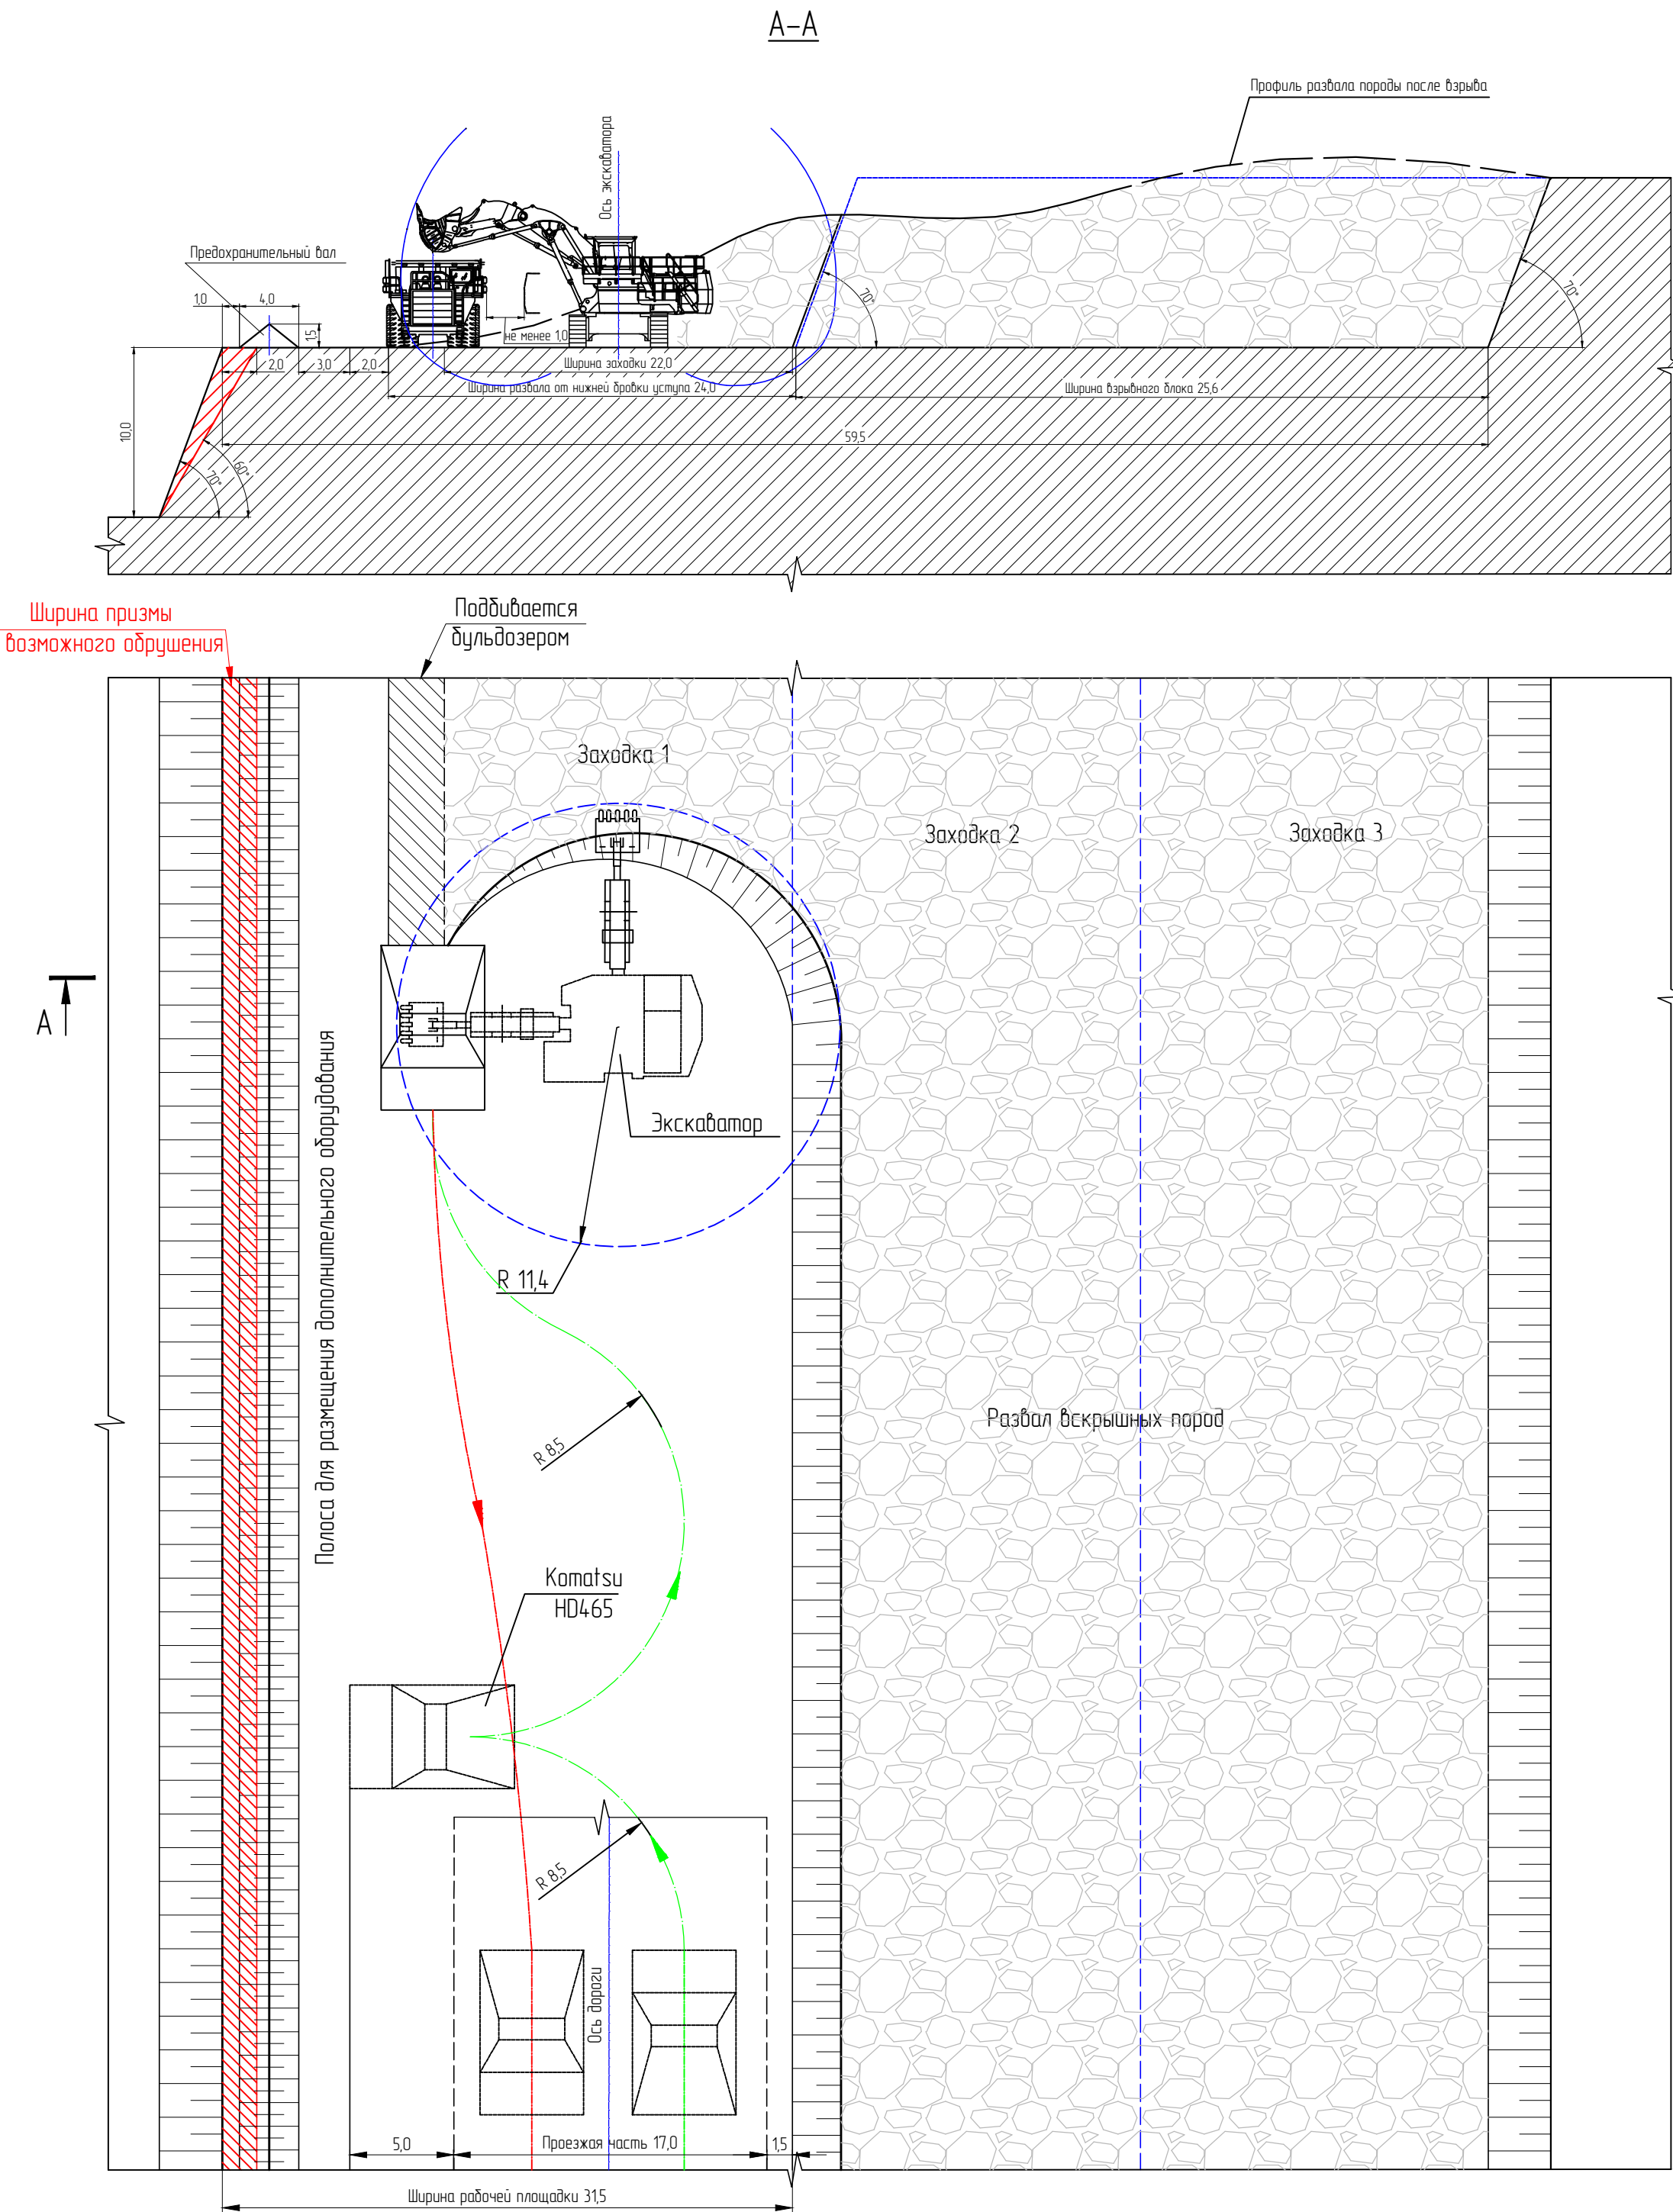 А-А
Профиль развала породы после взрыва
Ось экскаватора
Предохранительный вал
1,0
4,0
1,5
70°
70°
не менее 1,0
2,0
3,0
2,0
Ширина заходки 22,0
Ширина развала от нижней бровки уступа 24,0
Ширина взрывного блока 25,6
10,0
59,5
70°
60°
Ширина призмы
возможного обрушения
Подбивается
бульдозером
Заходка 1
Заходка 2
Заходка 3
А
Полоса для размещения дополнительного оборудования
Экскаватор
R 11,4
R 8,5
Развал вскрышных пород
Komatsu
HD465
R 8,5
Ось дороги
5,0
Проезжая часть 17,0
1,5
Ширина рабочей площадки 31,5